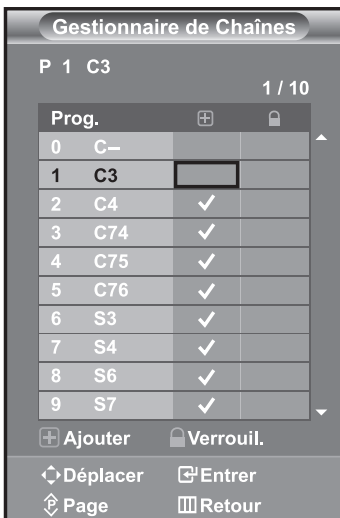 Gestionnaire de Chaînes
P 1 C3
1 / 10
Prog.
0 C–
1 C3
2 C4
3 C74
4 C75
5 C76
6 S3
7 S4
8 S6
9 S7
Ajouter Verrouil.
Déplacer Entrer
Page Retour